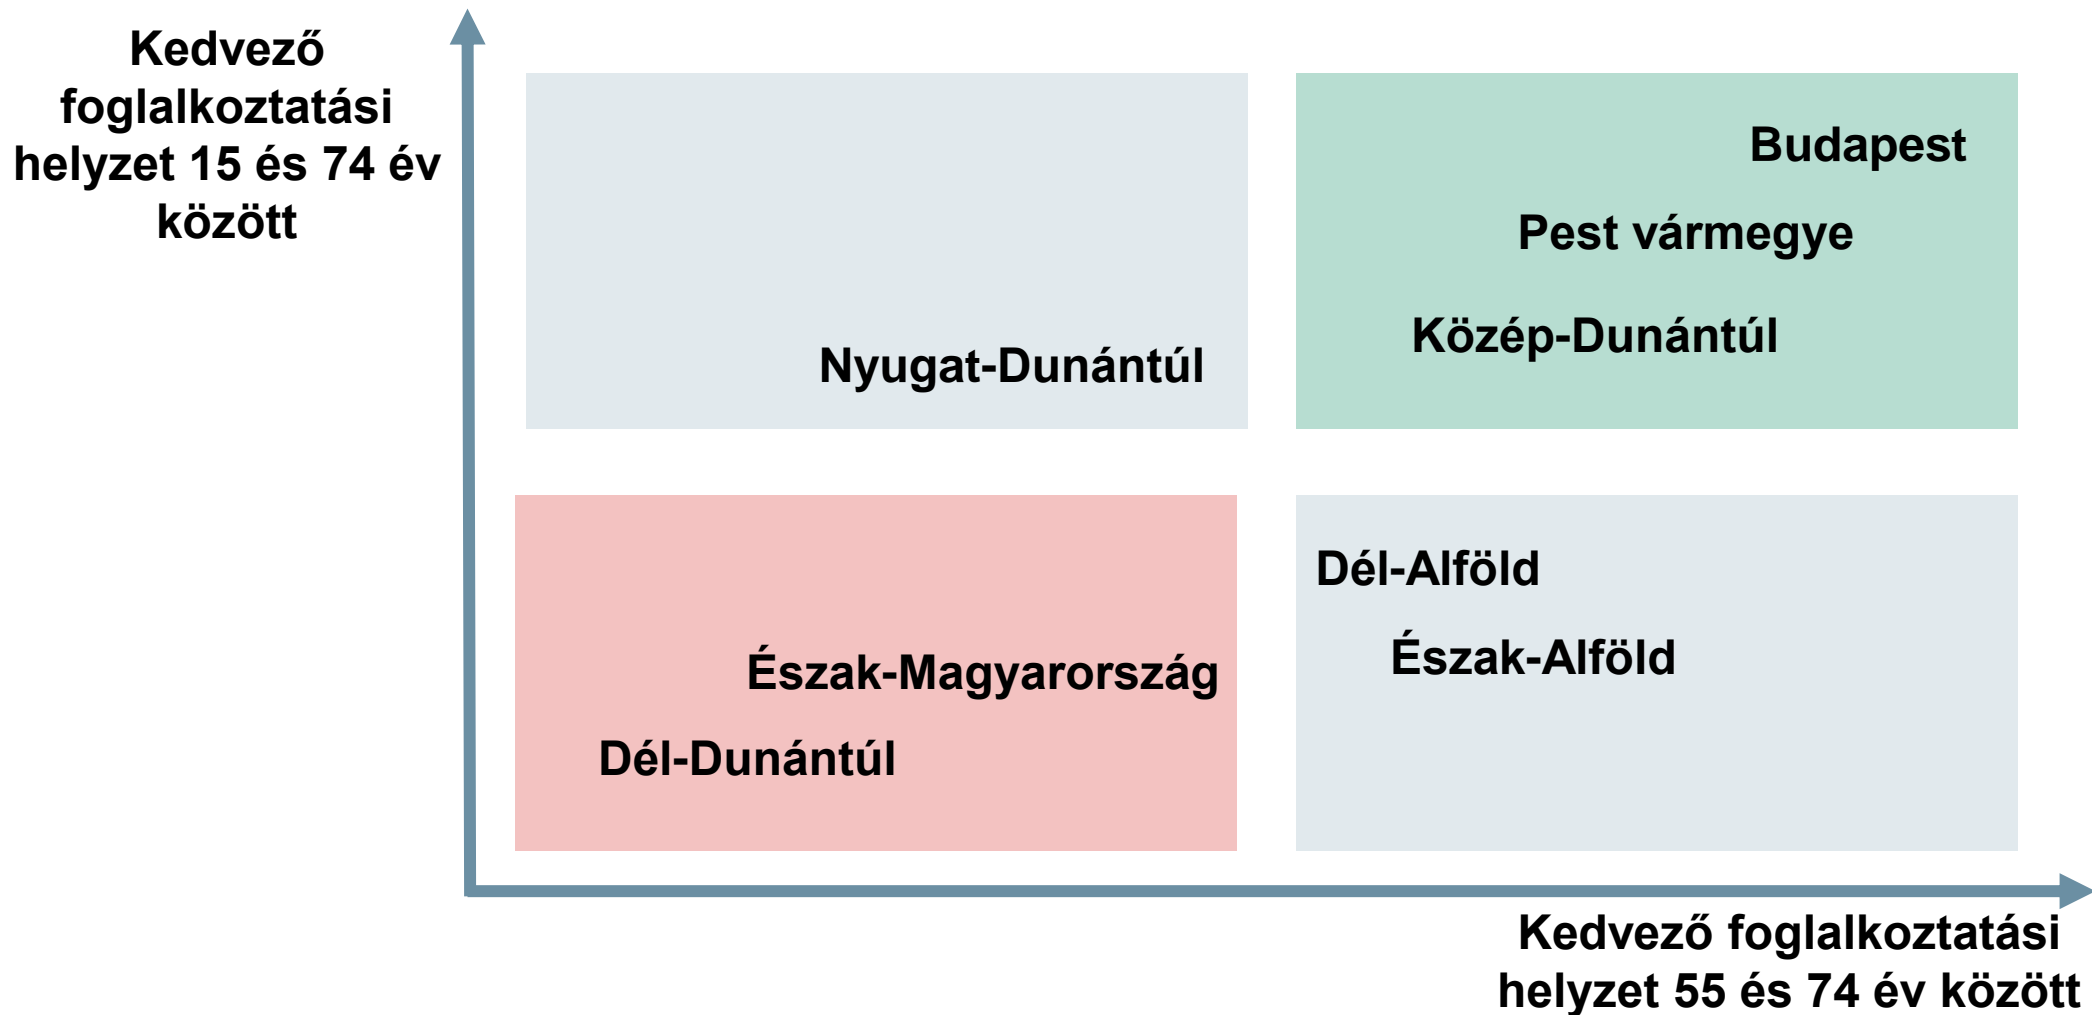 Kedvező
foglalkoztatási
helyzet 15 és 74 év
között
Budapest
Pest vármegye
Közép-Dunántúl
Nyugat-Dunántúl
Dél-Alföld
Észak-Alföld
Észak-Magyarország
Dél-Dunántúl
Kedvező foglalkoztatási
helyzet 55 és 74 év között